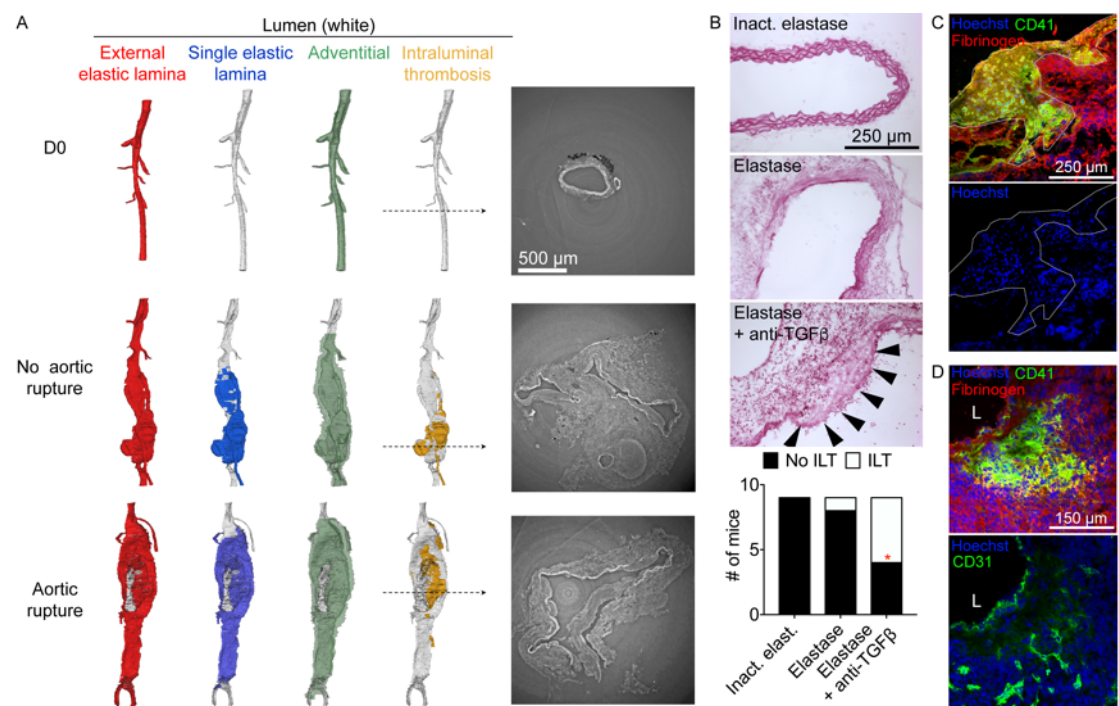 A
Lumen (white)
External
elastic lamina
Single elastic
lamina
Adventitial
Intraluminal
thrombosis
D0
500 µm
No aortic
rupture
Aortic
rupture
B
Inact. elastase
250 µm
Elastase
Elastase
+ anti-TGFβ
No ILT
ILT
# of mice
10
5
0
*
Inact. elast.
Elastase
Elastase
+ anti-TGFβ
C
Hoechst CD41
Fibrinogen
250 µm
Hoechst
D
Hoechst CD41
Fibrinogen
L
150 µm
Hoechst
CD31
L